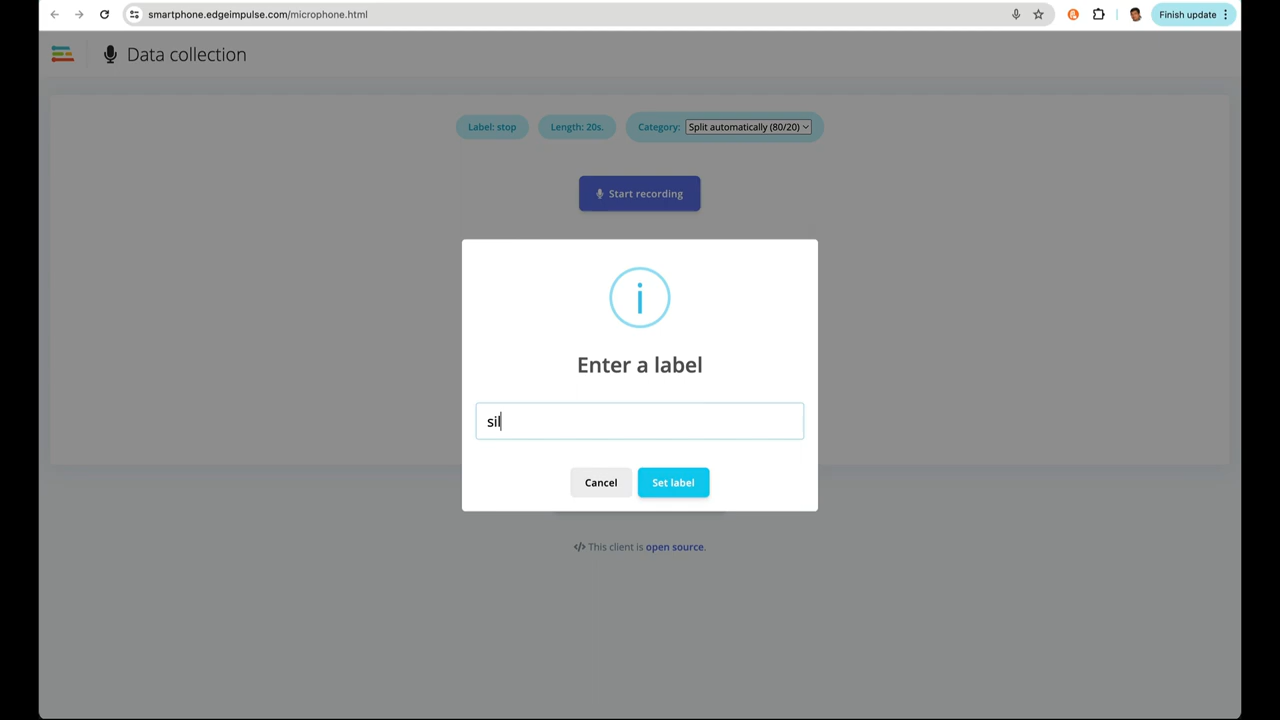 smartphone.edgeimpulse.com/microphone.html
Finish update
Data collection
Label: stop
Length: 20s.
Category: Split automatically (80/20)
Start recording
Enter a label
sil
Cancel
Set label
This client is open source.